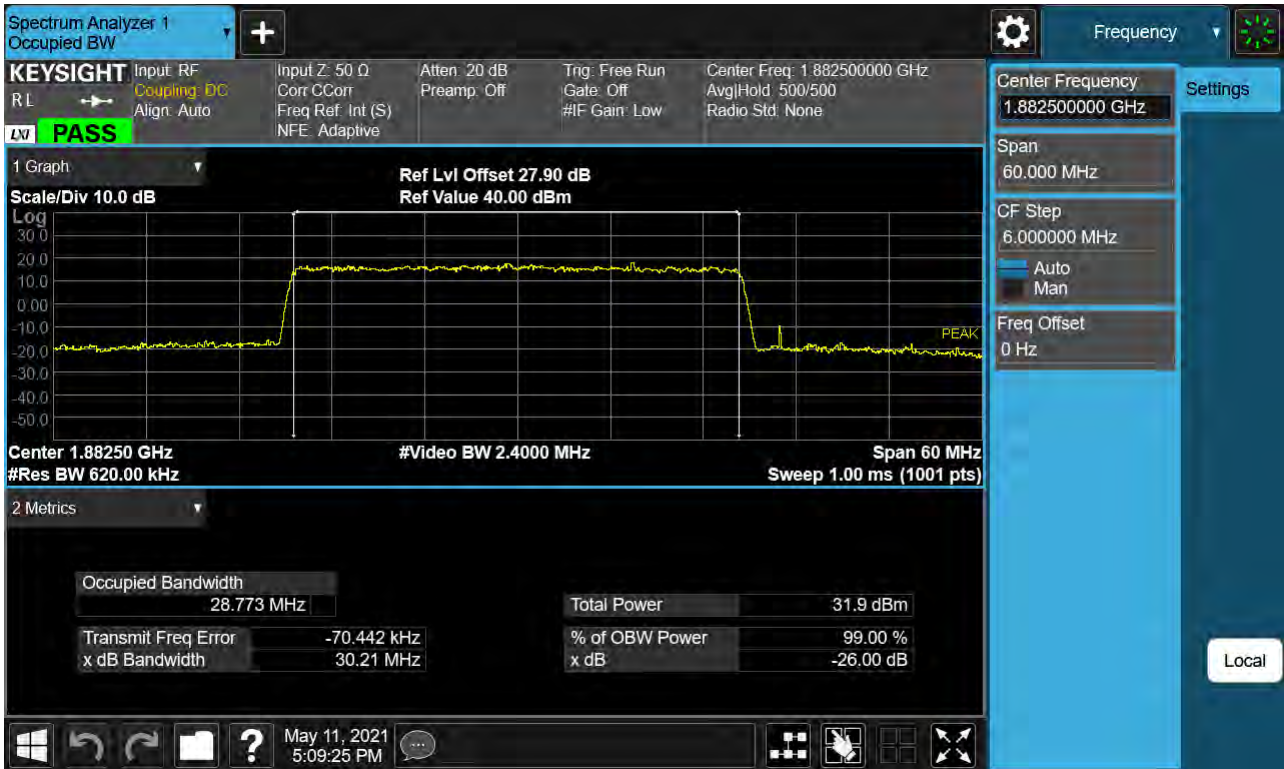 Spectrum Analyzer 1
Occupied BW
+
Frequency
KEYSIGHT
RL
LXI PASS
Input: RF
Coupling: DC
Align: Auto
Input Z: 50 Ω
Corr CCorr
Freq Ref: Int (S)
NFE: Adaptive
Atten: 20 dB
Preamp: Off
Trig: Free Run
Gate: Off
#IF Gain: Low
Center Freq: 1.882500000 GHz
Avg|Hold: 500/500
Radio Std: None
1 Graph
Scale/Div 10.0 dB
Ref Lvl Offset 27.90 dB
Ref Value 40.00 dBm
Log
30.0
20.0
10.0
0.00
-10.0
-20.0
-30.0
-40.0
-50.0
PEAK
Center 1.88250 GHz
#Video BW 2.4000 MHz
Span 60 MHz
#Res BW 620.00 kHz
Sweep 1.00 ms (1001 pts)
2 Metrics
Occupied Bandwidth
28.773 MHz
Total Power 31.9 dBm
Transmit Freq Error -70.442 kHz
% of OBW Power 99.00 %
x dB Bandwidth 30.21 MHz
x dB -26.00 dB
Center Frequency
1.882500000 GHz
Settings
Span
60.000 MHz
CF Step
6.000000 MHz
Auto
Man
Freq Offset
0 Hz
Local
?
May 11, 2021
5:09:25 PM